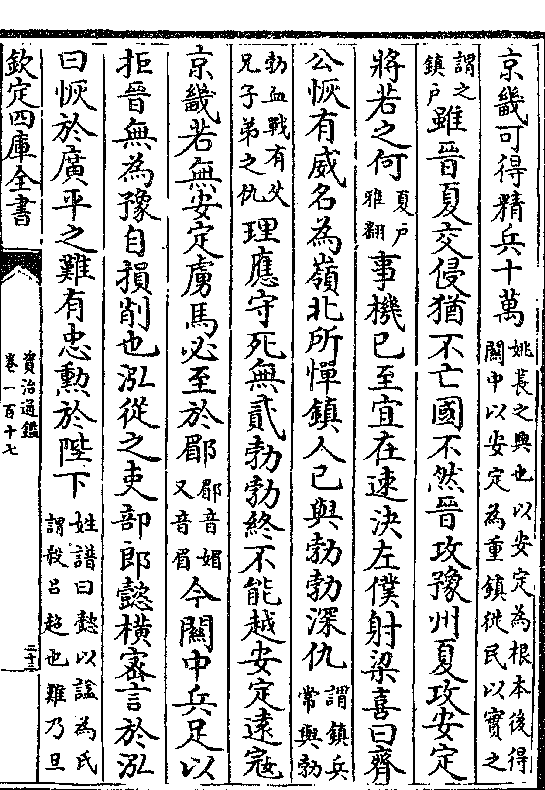 京畿可得精兵十萬姚萇之興也以安定為根本後得關中以安定為重鎮徙民以實之
謂之鎮户雖晉夏交侵猶不亡國不然晉攻豫州夏攻安定
將若之何夏户雅翻事機已至宜在速決左僕射梁喜曰齊
公恢有威名為嶺北所憚鎮人已與勃勃深仇謂鎮兵常與勃
勃血戰有父兄子弟之仇理應守死無貳勃勃終不能越安定遠寇
京畿若無安定虜馬必至於郿郿音媚又音眉今關中兵足以
拒晉無為豫自損削也泓從之吏部郎懿橫密言於泓
曰恢於廣平之難有忠勲於陛下姓譜曰懿以諡為氏謂殺吕超也難乃旦
欽定四庫全書
資治通鑑
卷一百十七
二十三